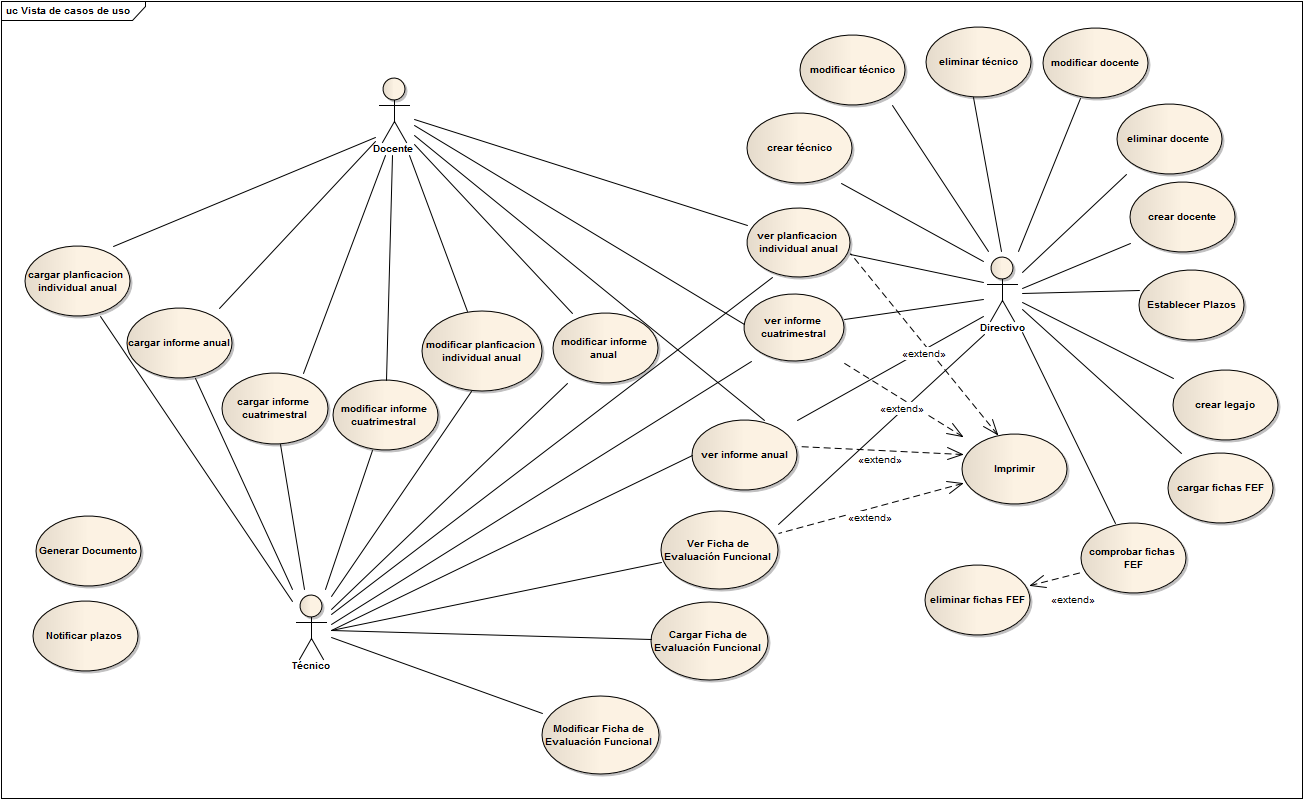 uc Vista de casos de uso
modificar técnico
eliminar técnico
modificar docente
crear técnico
eliminar docente
Docente
crear docente
ver planficacion
individual anual
cargar planficacion
individual anual
Establecer Plazos
Directivo
ver informe
cuatrimestral
cargar informe anual
modificar planficacion
individual anual
modificar informe
anual
«extend»
cargar informe
cuatrimestral
modificar informe
cuatrimestral
«extend»
crear legajo
ver informe anual
«extend»
Imprimir
cargar fichas FEF
«extend»
Generar Documento
Ver Ficha de
Evaluación Funcional
comprobar fichas
FEF
eliminar fichas FEF
«extend»
Notificar plazos
Cargar Ficha de
Evaluación Funcional
Técnico
Modificar Ficha de
Evaluación Funcional